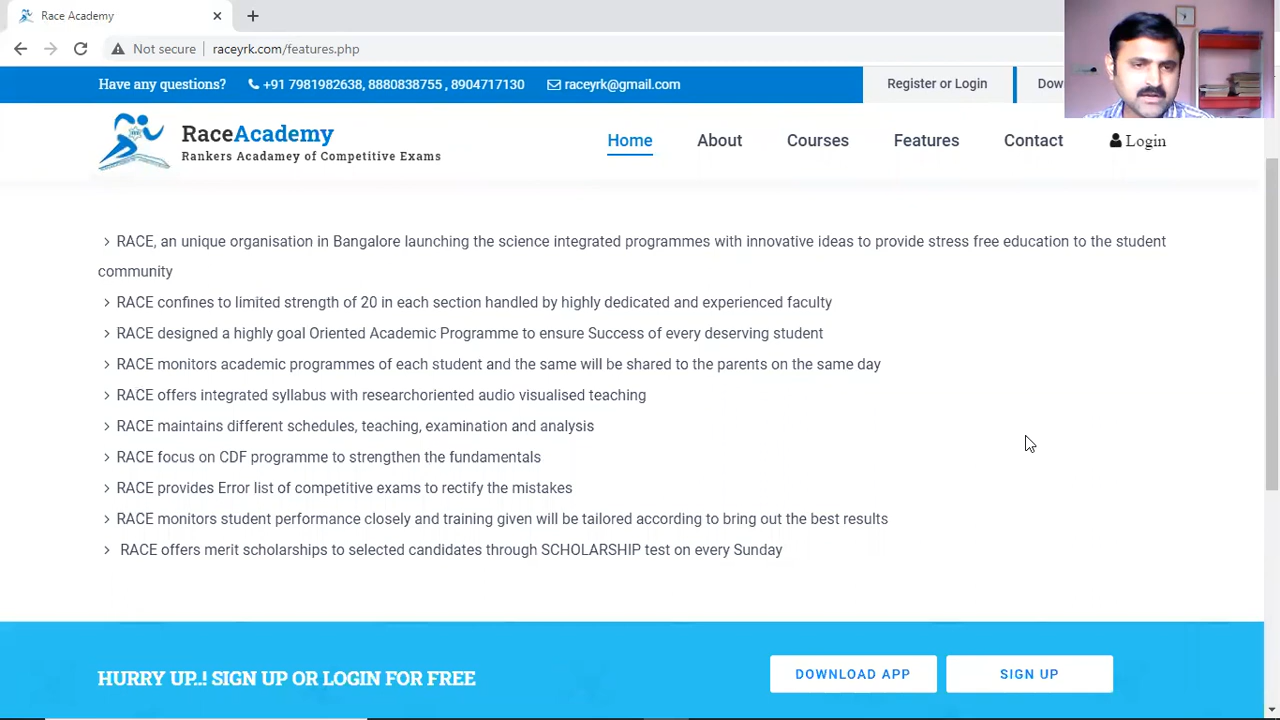 Race Academy
Not secure
raceyrk.com/features.php
Have any questions?
+91 7981982638, 8880838755 , 8904717130
raceyrk@gmail.com
Register or Login
RaceAcademy
Rankers Acadamey of Competitive Exams
Home
About
Courses
Features
Contact
Login
RACE, an unique organisation in Bangalore launching the science integrated programmes with innovative ideas to provide stress free education to the student
community
RACE confines to limited strength of 20 in each section handled by highly dedicated and experienced faculty
RACE designed a highly goal Oriented Academic Programme to ensure Success of every deserving student
RACE monitors academic programmes of each student and the same will be shared to the parents on the same day
RACE offers integrated syllabus with researchoriented audio visualised teaching
RACE maintains different schedules, teaching, examination and analysis
RACE focus on CDF programme to strengthen the fundamentals
RACE provides Error list of competitive exams to rectify the mistakes
RACE monitors student performance closely and training given will be tailored according to bring out the best results
RACE offers merit scholarships to selected candidates through SCHOLARSHIP test on every Sunday
HURRY UP..! SIGN UP OR LOGIN FOR FREE
DOWNLOAD APP
SIGN UP